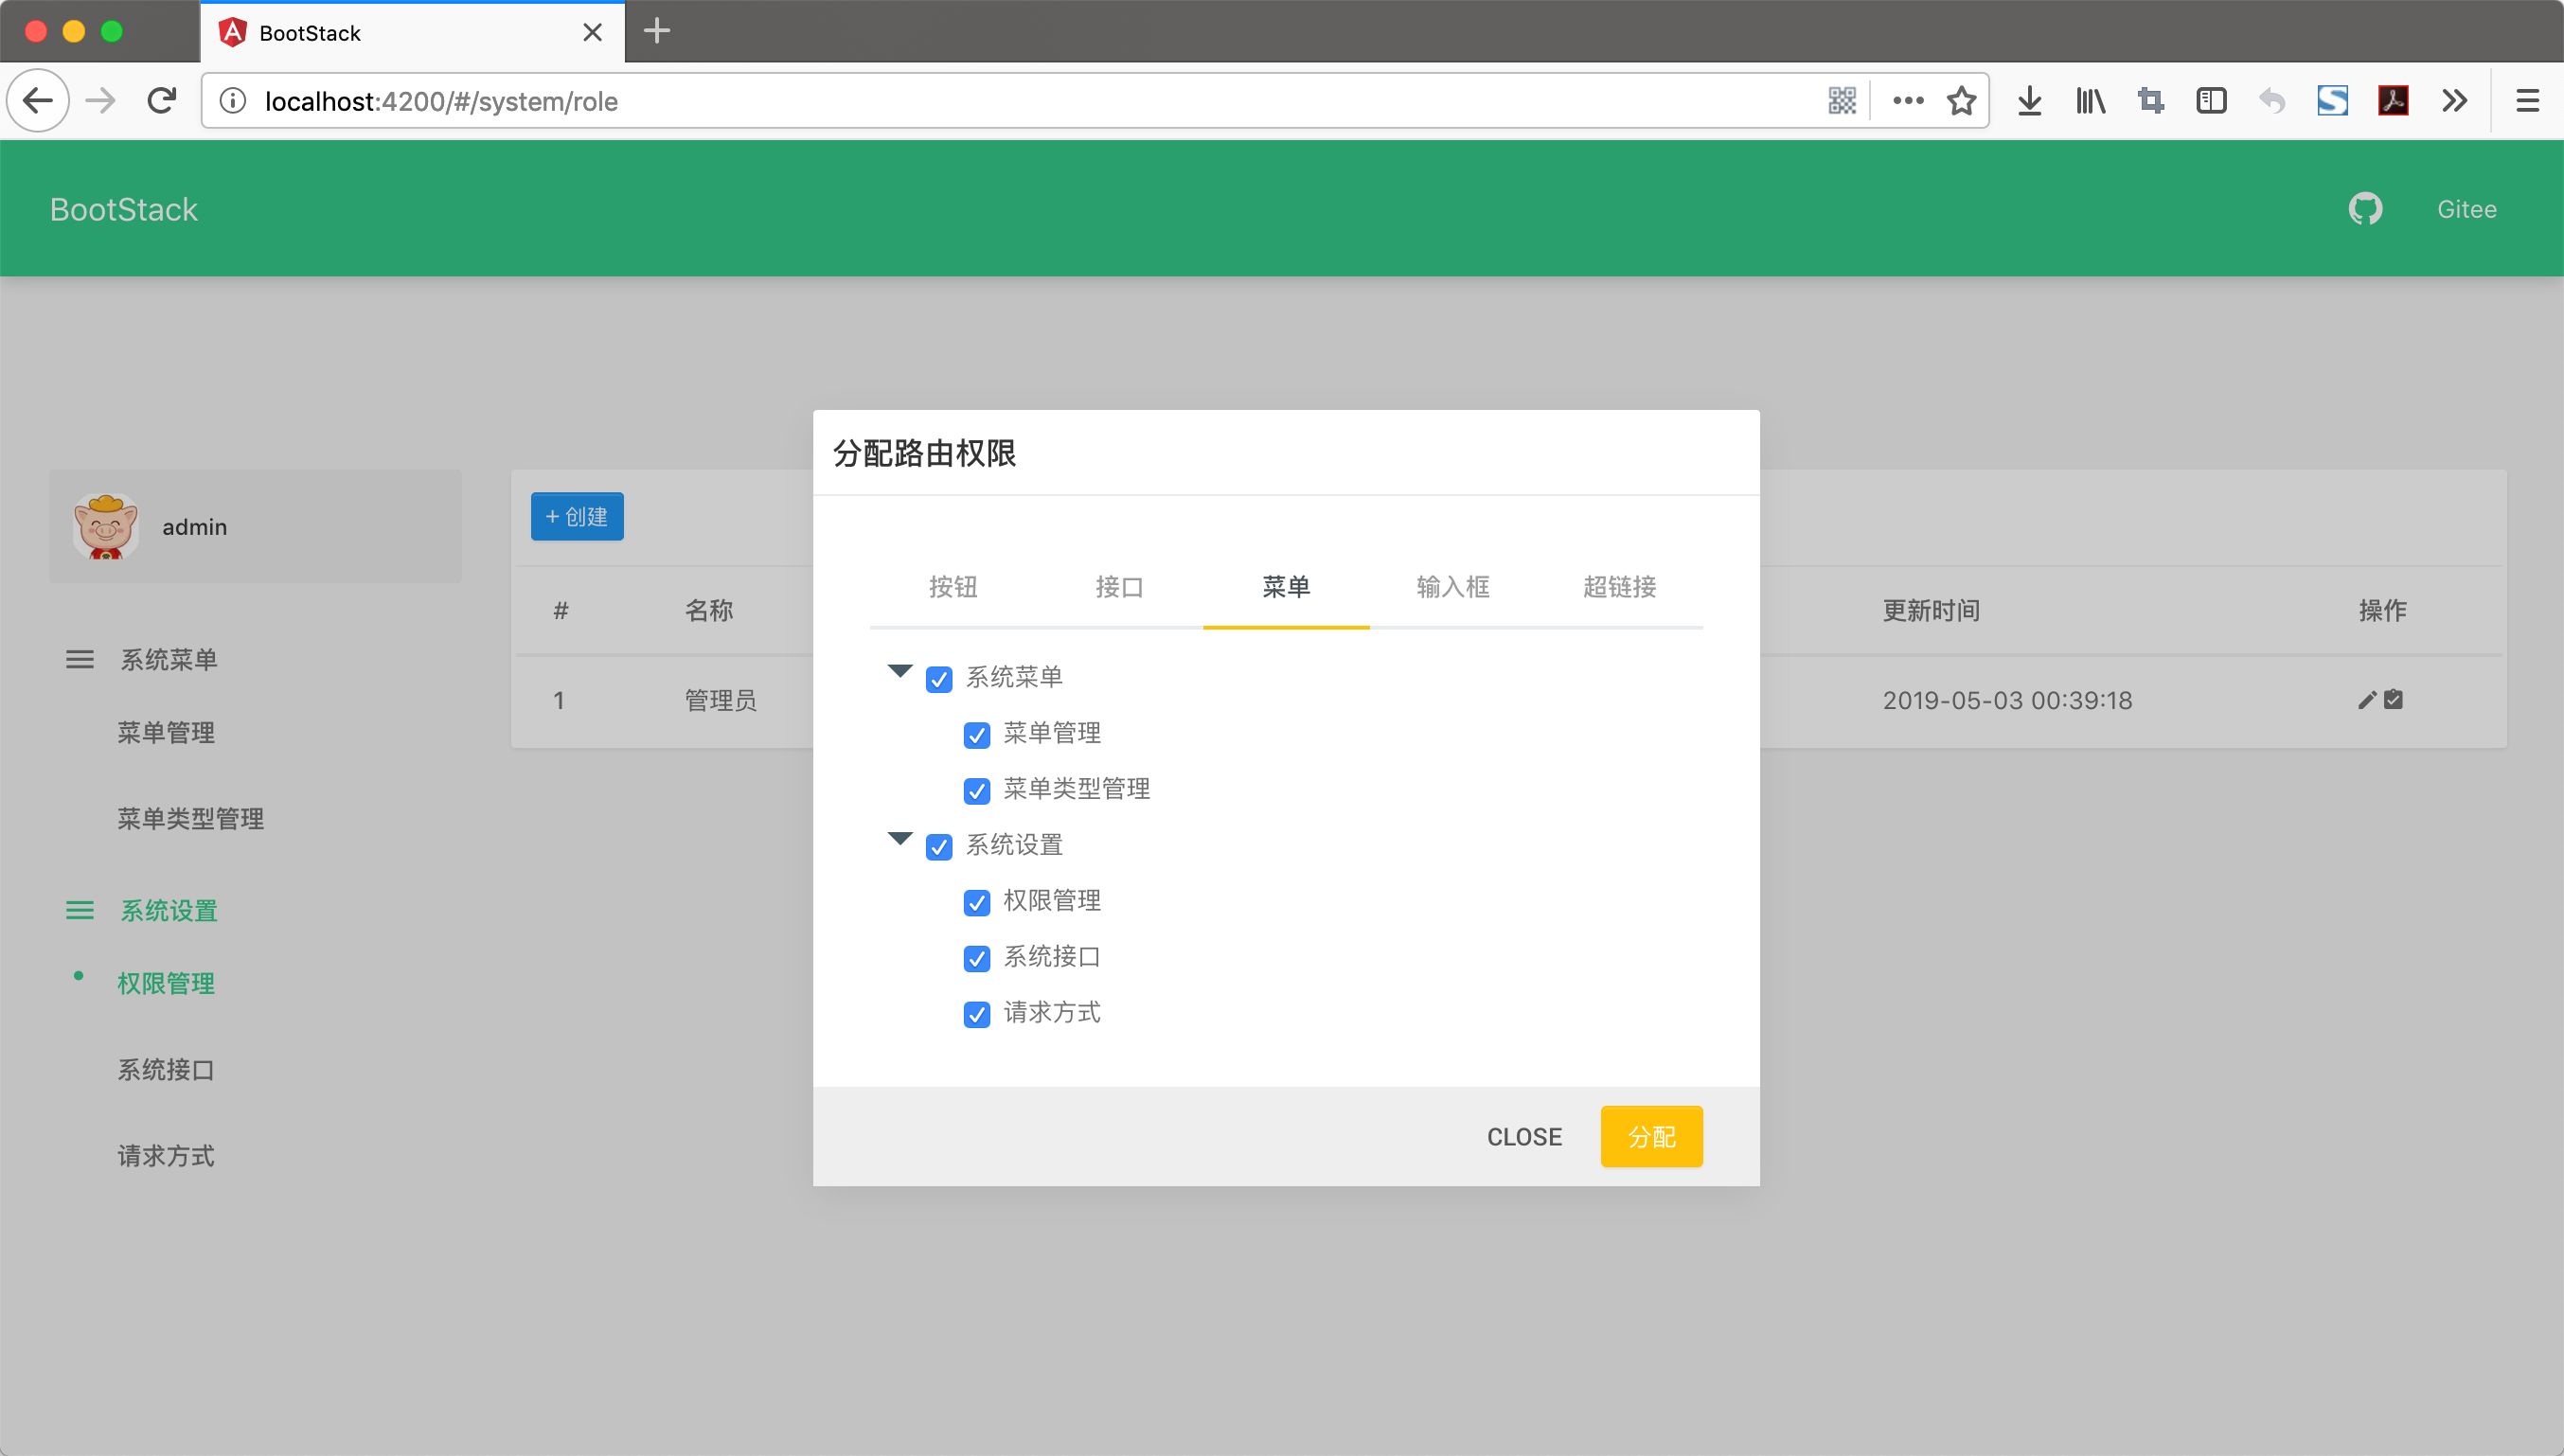 BootStack
localhost:4200/#/system/role
BootStack
Gitee
admin
系统菜单
菜单管理
菜单类型管理
系统设置
权限管理
系统接口
请求方式
+ 创建
# 名称 更新时间 操作
1 管理员 2019-05-03 00:39:18
分配路由权限
按钮 接口 菜单 输入框 超链接
系统菜单
菜单管理
菜单类型管理
系统设置
权限管理
系统接口
请求方式
CLOSE 分配